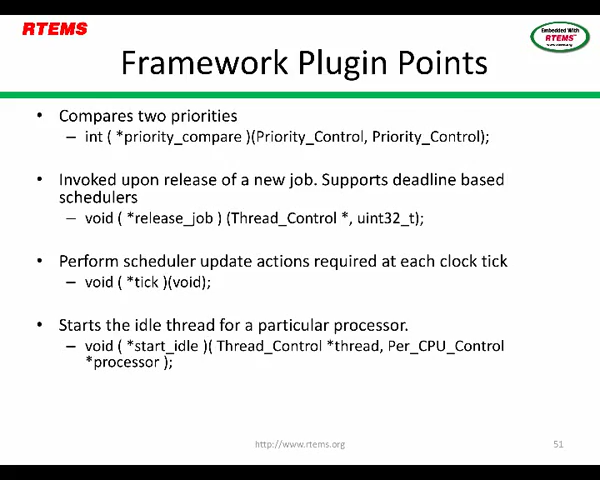 RTEMS
Embedded With
RTEMS
www.rtems.org
Framework Plugin Points
• Compares two priorities
– int ( *priority_compare )(Priority_Control, Priority_Control);
• Invoked upon release of a new job. Supports deadline based
schedulers
– void ( *release_job ) (Thread_Control *, uint32_t);
• Perform scheduler update actions required at each clock tick
– void ( *tick )(void);
• Starts the idle thread for a particular processor.
– void ( *start_idle )( Thread_Control *thread, Per_CPU_Control
*processor );
http://www.rtems.org
51